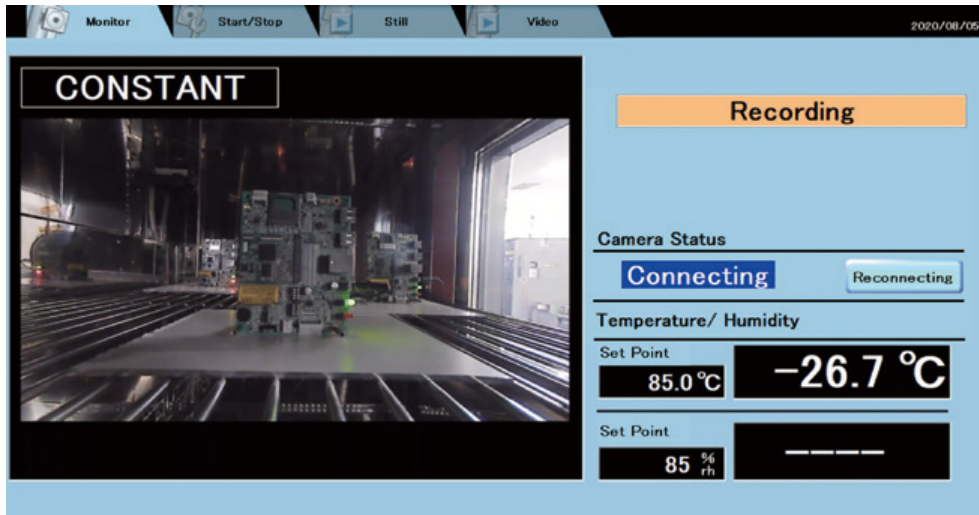 Monitor
Start/Stop
Still
Video
2020/08/05
CONSTANT
Recording
Camera Status
Connecting
Reconnecting
Temperature/ Humidity
Set Point
85.0 ℃
−26.7 ℃
Set Point
85 % rh
----